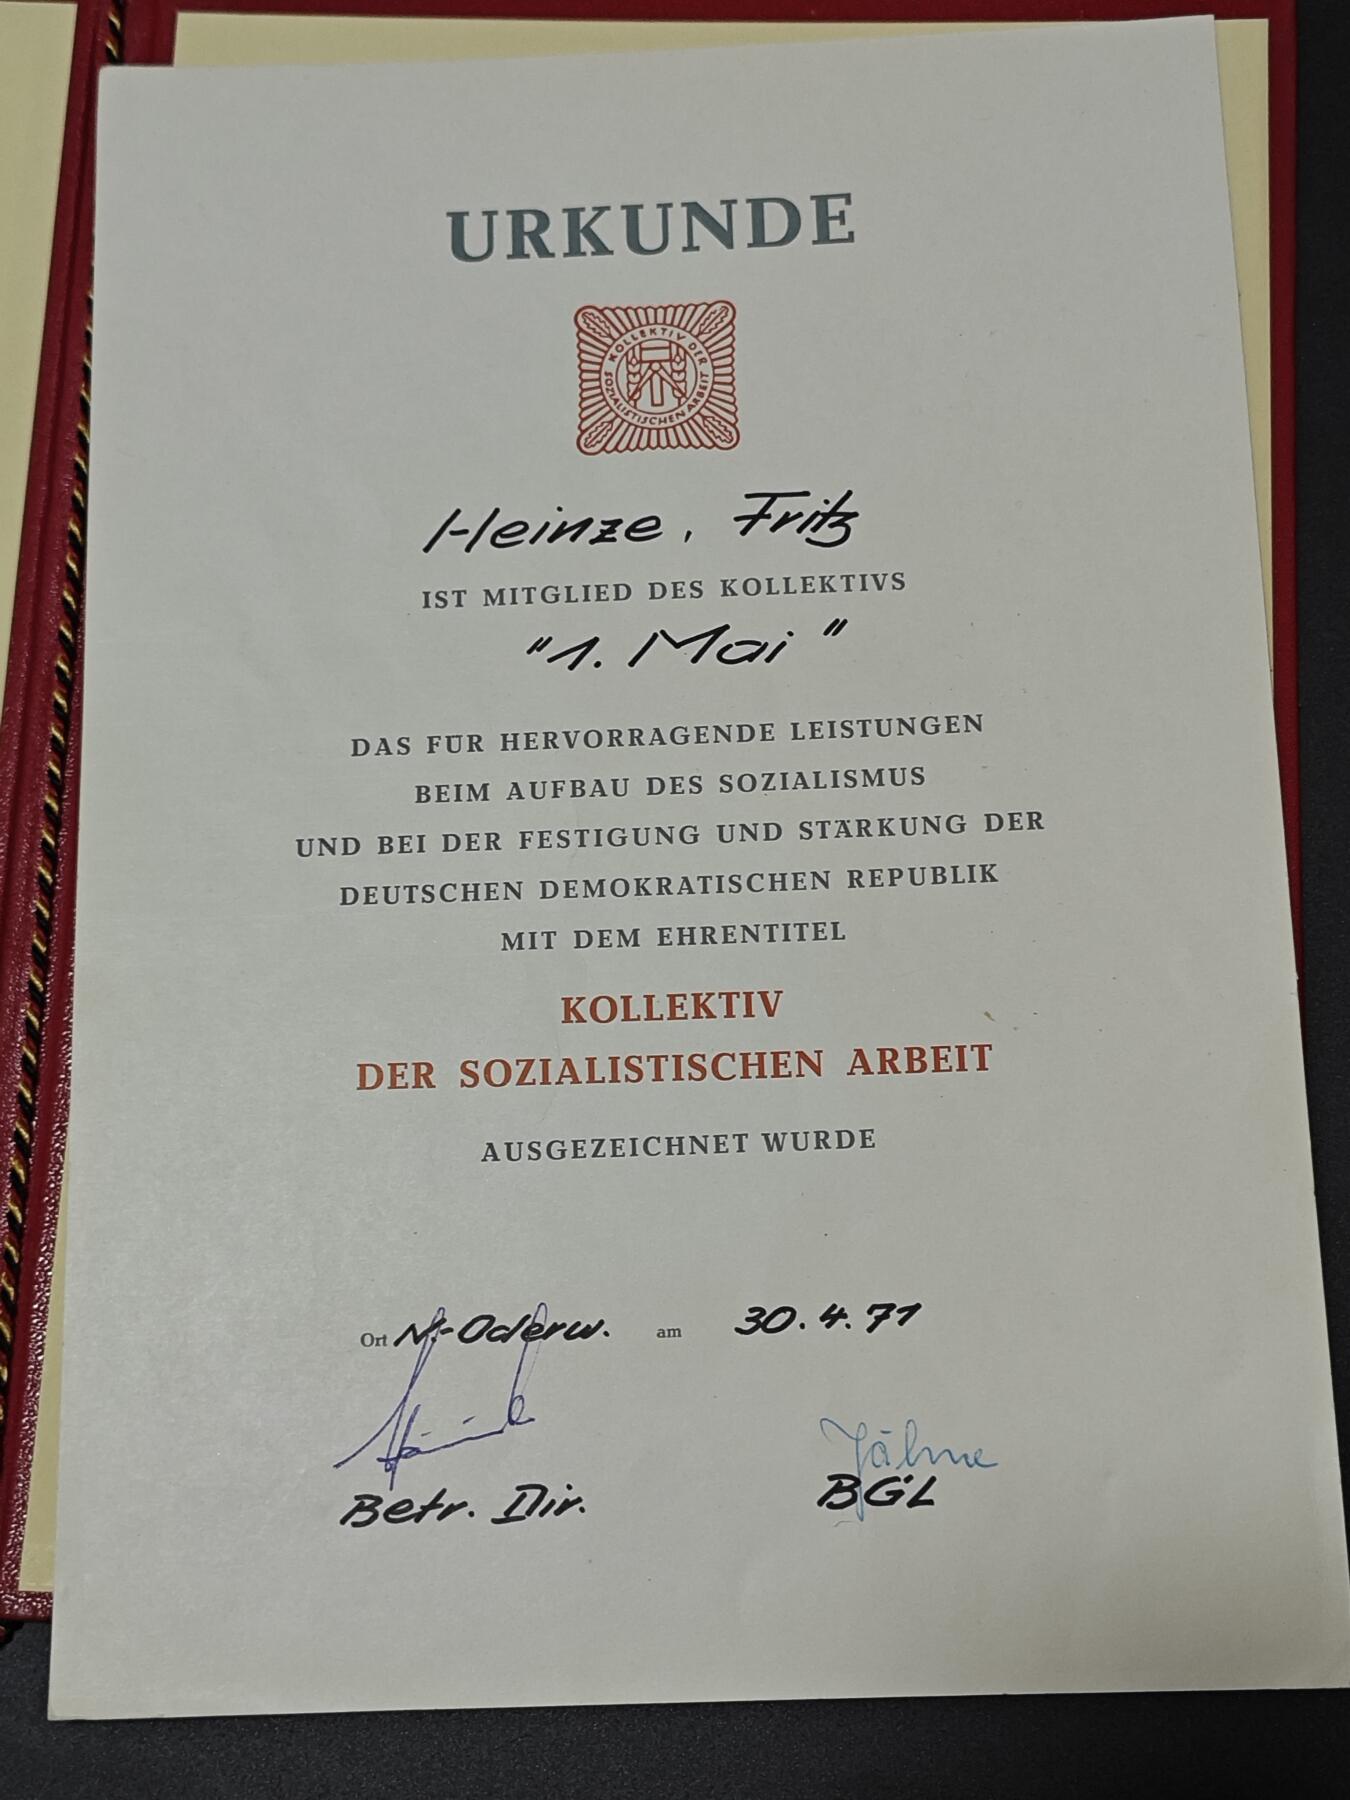 URKUNDE
KOLLEKTIV DER
SOZIALISTISCHEN ARBEIT
Heinze, Fritz
IST MITGLIED DES KOLLEKTIVS
"1. Mai"
DAS FÜR HERVORRAGENDE LEISTUNGEN
BEIM AUFBAU DES SOZIALISMUS
UND BEI DER FESTIGUNG UND STÄRKUNG DER
DEUTSCHEN DEMOKRATISCHEN REPUBLIK
MIT DEM EHRENTITEL
KOLLEKTIV
DER SOZIALISTISCHEN ARBEIT
AUSGEZEICHNET WURDE
Ort N.-Oderw. am 30.4.71
Jähne
Betr. Dir. BGL